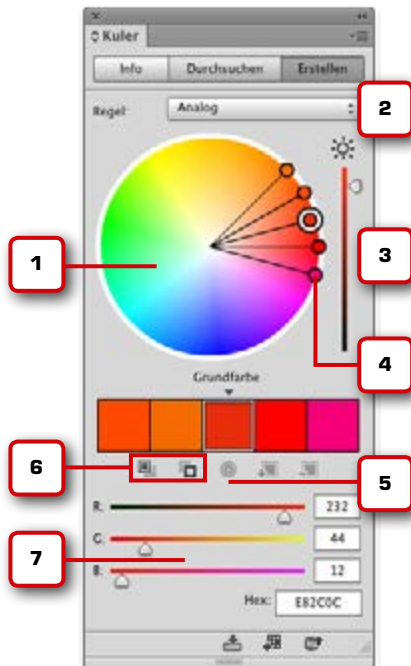 Kuler
Info Durchsuchen Erstellen
Regel: Analog
2
1
3
4
Grundfarbe
6
5
R: 232
G: 44
7
B: 12
Hex: E82C0C